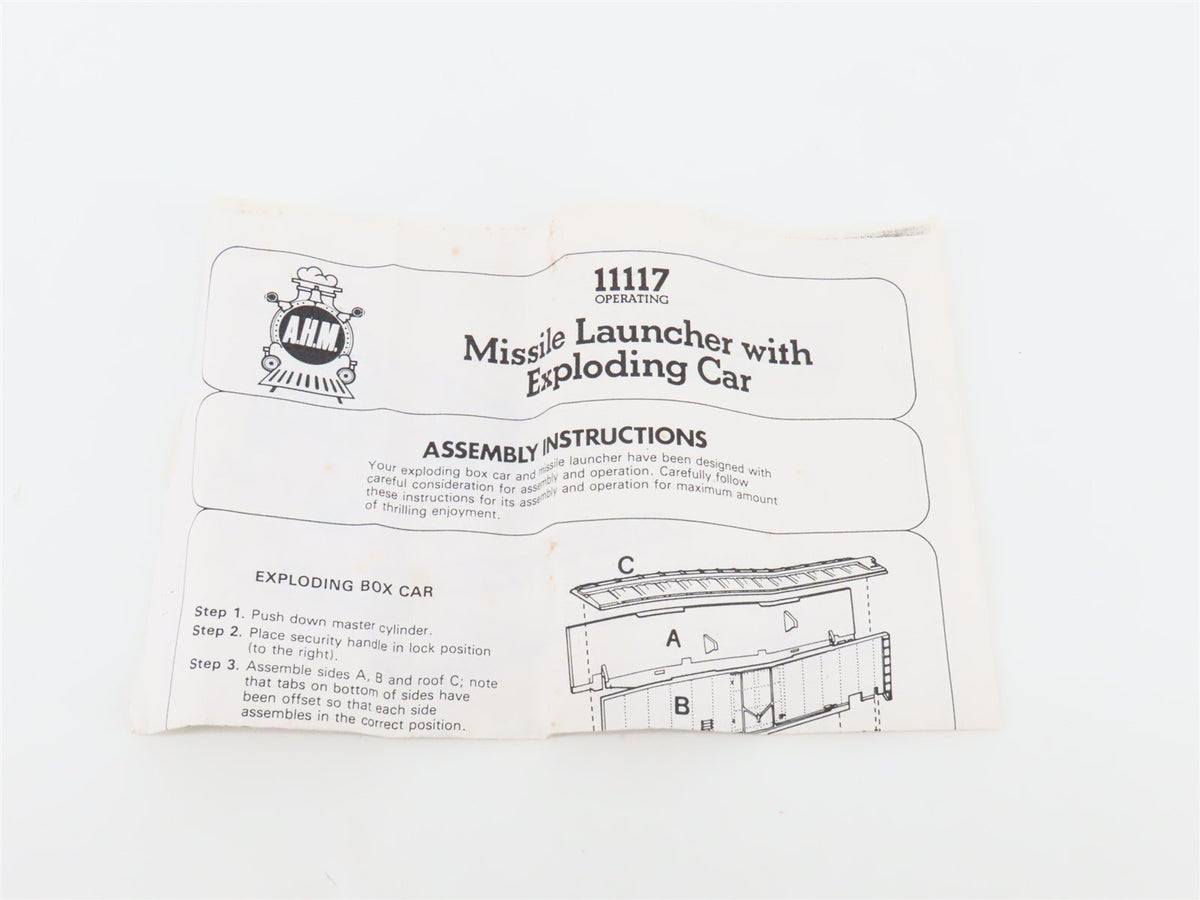 A.H.M.
11117
OPERATING
Missile Launcher with
Exploding Car
ASSEMBLY INSTRUCTIONS
Your exploding box car and missile launcher have been designed with
careful consideration for assembly and operation. Carefully follow
these instructions for its assembly and operation for maximum amount
of thrilling enjoyment.
EXPLODING BOX CAR
Step 1. Push down master cylinder.
Step 2. Place security handle in lock position
(to the right).
Step 3. Assemble sides A, B and roof C; note
that tabs on bottom of sides have
been offset so that each side
assembles in the correct position.
C
A
B